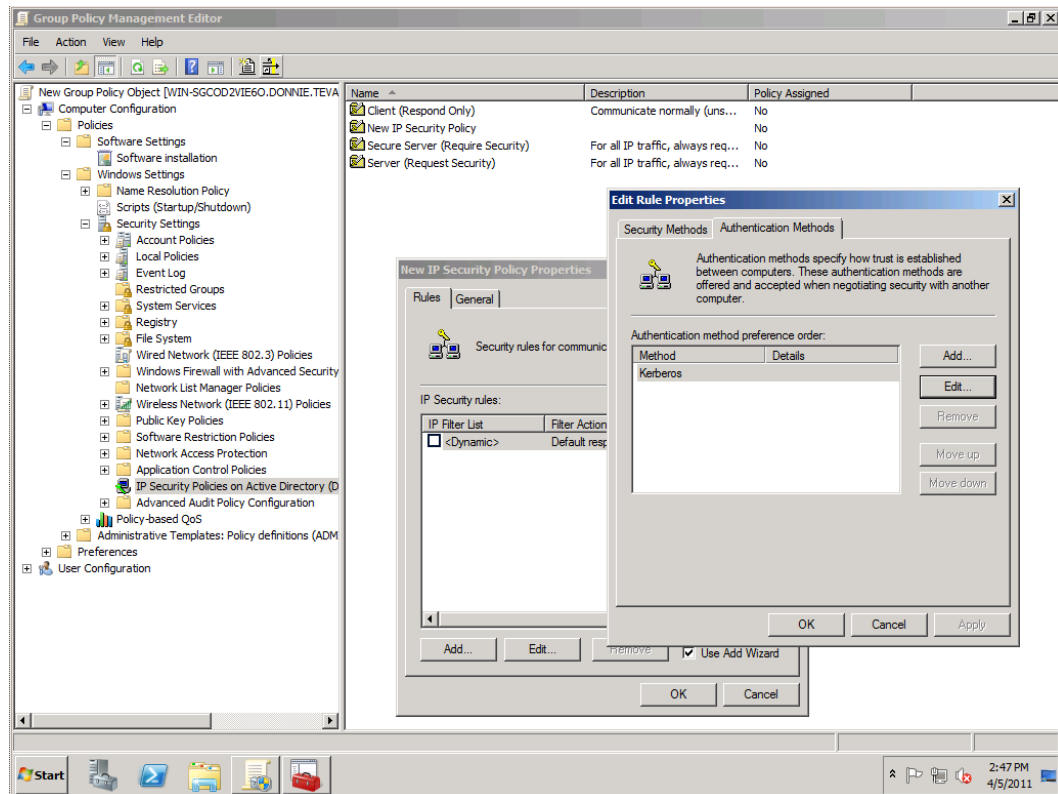 Group Policy Management Editor
File Action View Help
New Group Policy Object [WIN-SGCOD2VIE6O.DONNIE.TEVA
Computer Configuration
Policies
Software Settings
Software installation
Windows Settings
Name Resolution Policy
Scripts (Startup/Shutdown)
Security Settings
Account Policies
Local Policies
Event Log
Restricted Groups
System Services
Registry
File System
Wired Network (IEEE 802.3) Policies
Windows Firewall with Advanced Security
Network List Manager Policies
Wireless Network (IEEE 802.11) Policies
Public Key Policies
Software Restriction Policies
Network Access Protection
Application Control Policies
IP Security Policies on Active Directory (D
Advanced Audit Policy Configuration
Policy-based QoS
Administrative Templates: Policy definitions (ADM
Preferences
User Configuration
Name Description Policy Assigned
Client (Respond Only) Communicate normally (uns... No
New IP Security Policy No
Secure Server (Require Security) For all IP traffic, always req... No
Server (Request Security) For all IP traffic, always req... No
New IP Security Policy Properties
Rules General
Security rules for communic
IP Security rules:
IP Filter List Filter Action
<Dynamic> Default resp
Add... Edit... Remove Use Add Wizard
OK Cancel
Edit Rule Properties
Security Methods Authentication Methods
Authentication methods specify how trust is established
between computers. These authentication methods are
offered and accepted when negotiating security with another
computer.
Authentication method preference order:
Method Details
Kerberos
Add...
Edit...
Remove
Move up
Move down
OK Cancel Apply
Start
2:47 PM
4/5/2011